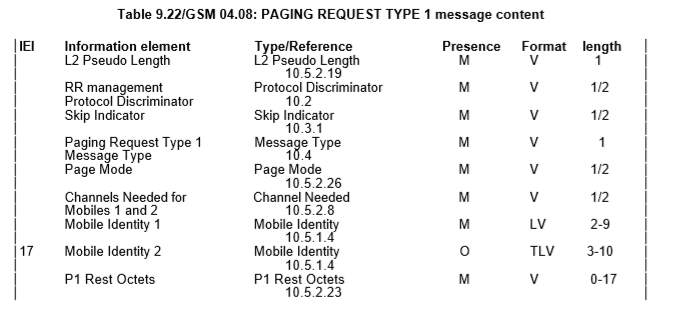 Table 9.22/GSM 04.08: PAGING REQUEST TYPE 1 message content
IEI Information element Type/Reference Presence Format length
L2 Pseudo Length L2 Pseudo Length M V 1
10.5.2.19
RR management Protocol Discriminator M V 1/2
Protocol Discriminator 10.2
Skip Indicator Skip Indicator M V 1/2
10.3.1
Paging Request Type 1 Message Type M V 1
Message Type 10.4
Page Mode Page Mode M V 1/2
10.5.2.26
Channels Needed for Channel Needed M V 1/2
Mobiles 1 and 2 10.5.2.8
Mobile Identity 1 Mobile Identity M LV 2-9
10.5.1.4
17 Mobile Identity 2 Mobile Identity O TLV 3-10
10.5.1.4
P1 Rest Octets P1 Rest Octets M V 0-17
10.5.2.23